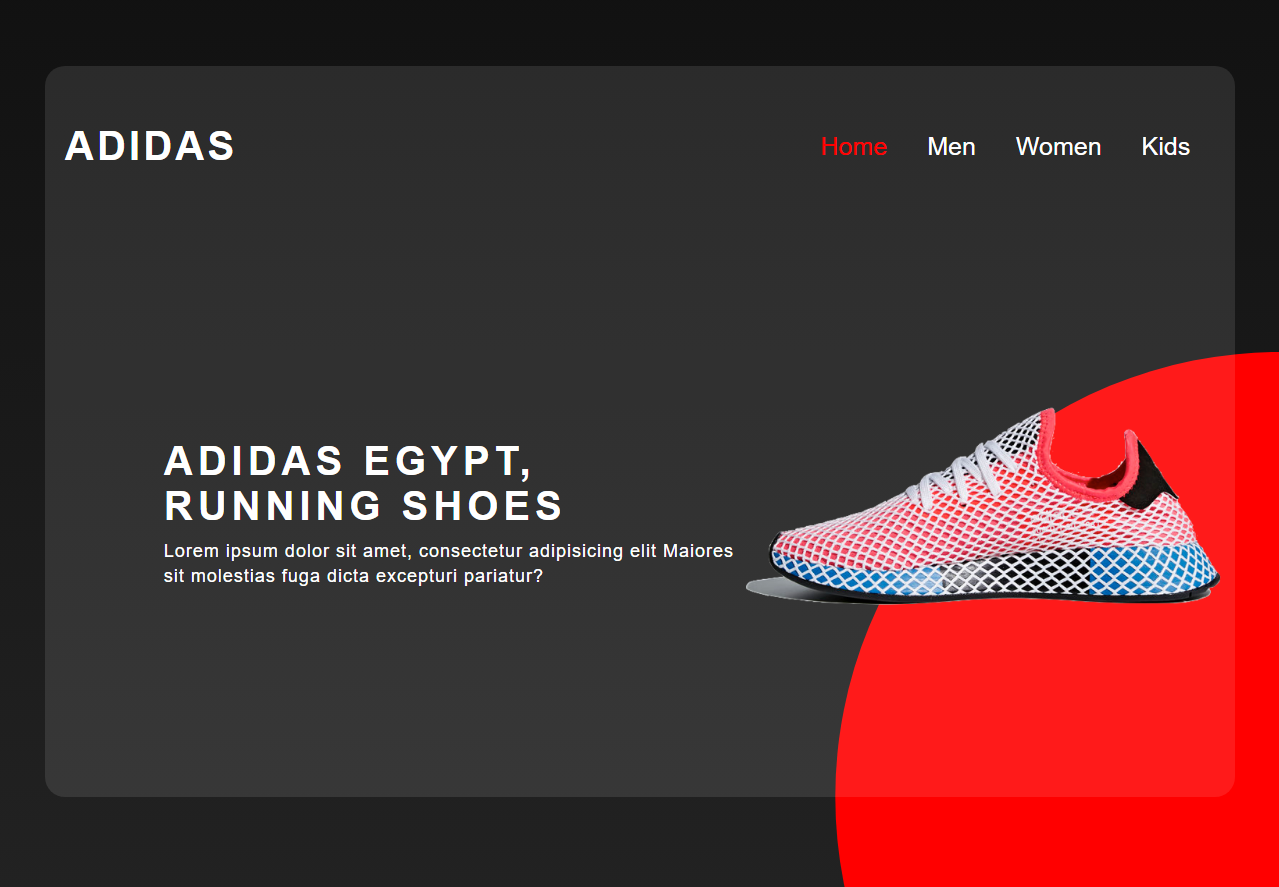 ADIDAS
Home Men Women Kids
ADIDAS EGYPT,
RUNNING SHOES
Lorem ipsum dolor sit amet, consectetur adipisicing elit Maiores
sit molestias fuga dicta excepturi pariatur?